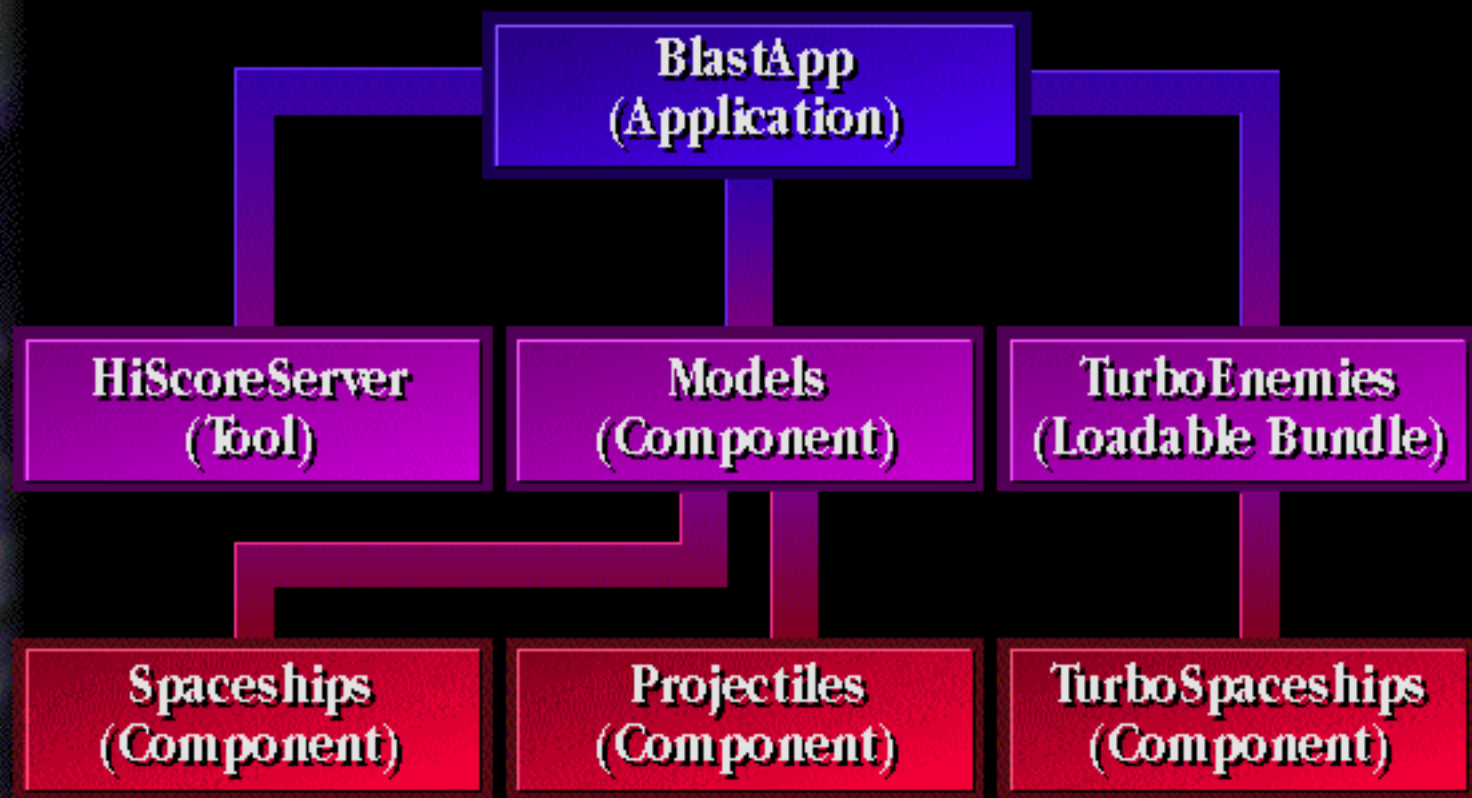 BlastApp
(Application)
HiScoreServer
(Tool)
Models
(Component)
TurboEnemies
(Loadable Bundle)
Spaceships
(Component)
Projectiles
(Component)
TurboSpaceships
(Component)